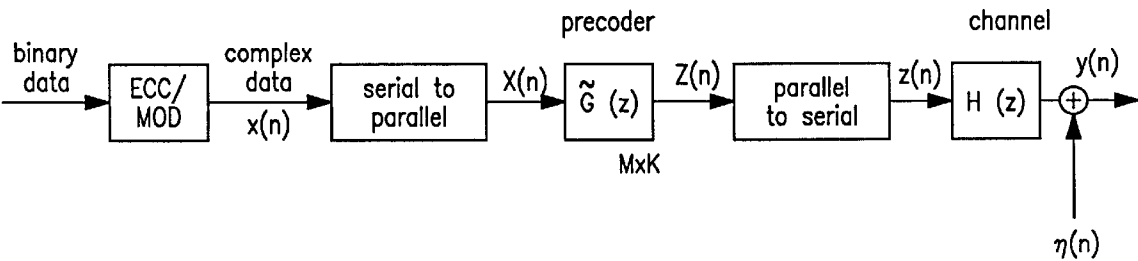 precoder
channel
binary
data
ECC/
MOD
complex
data
x(n)
serial to
parallel
X(n)
G̃ (z)
MxK
Z(n)
parallel
to serial
z(n)
H (z)
+
y(n)
η(n)